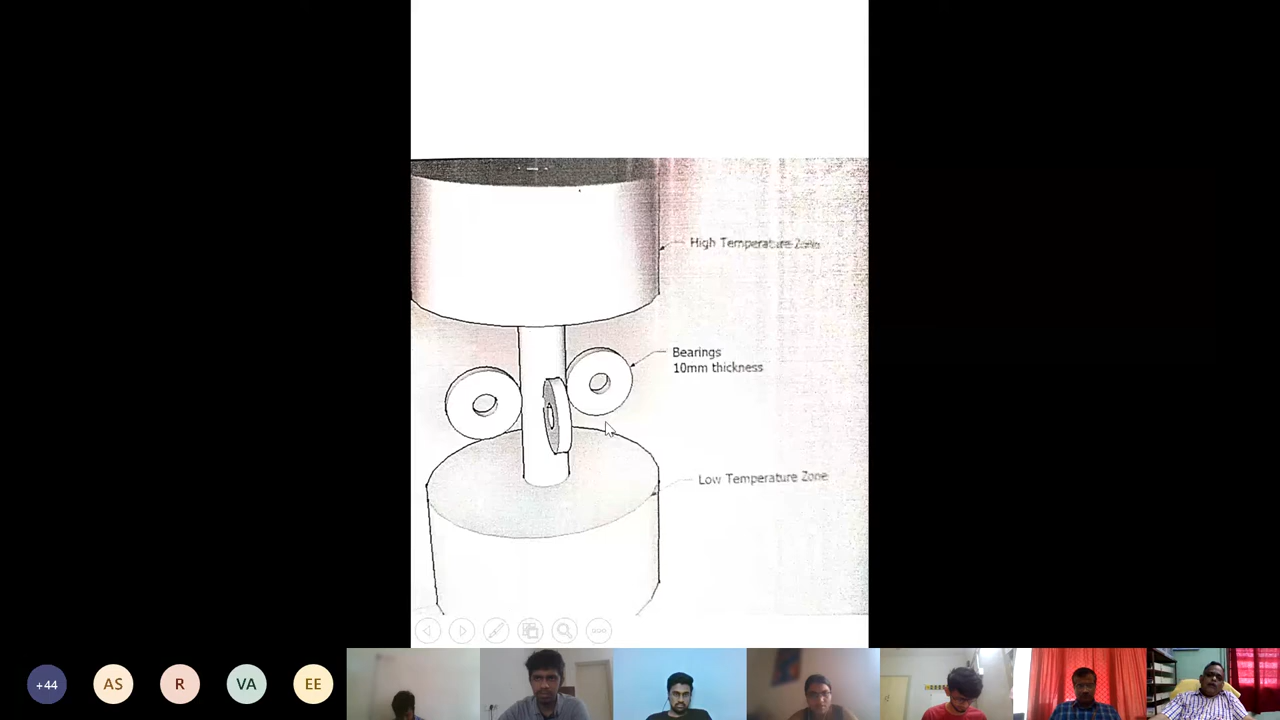 High Temperature Zone
Bearings
10mm thickness
Low Temperature Zone
+44
AS
R
VA
EE